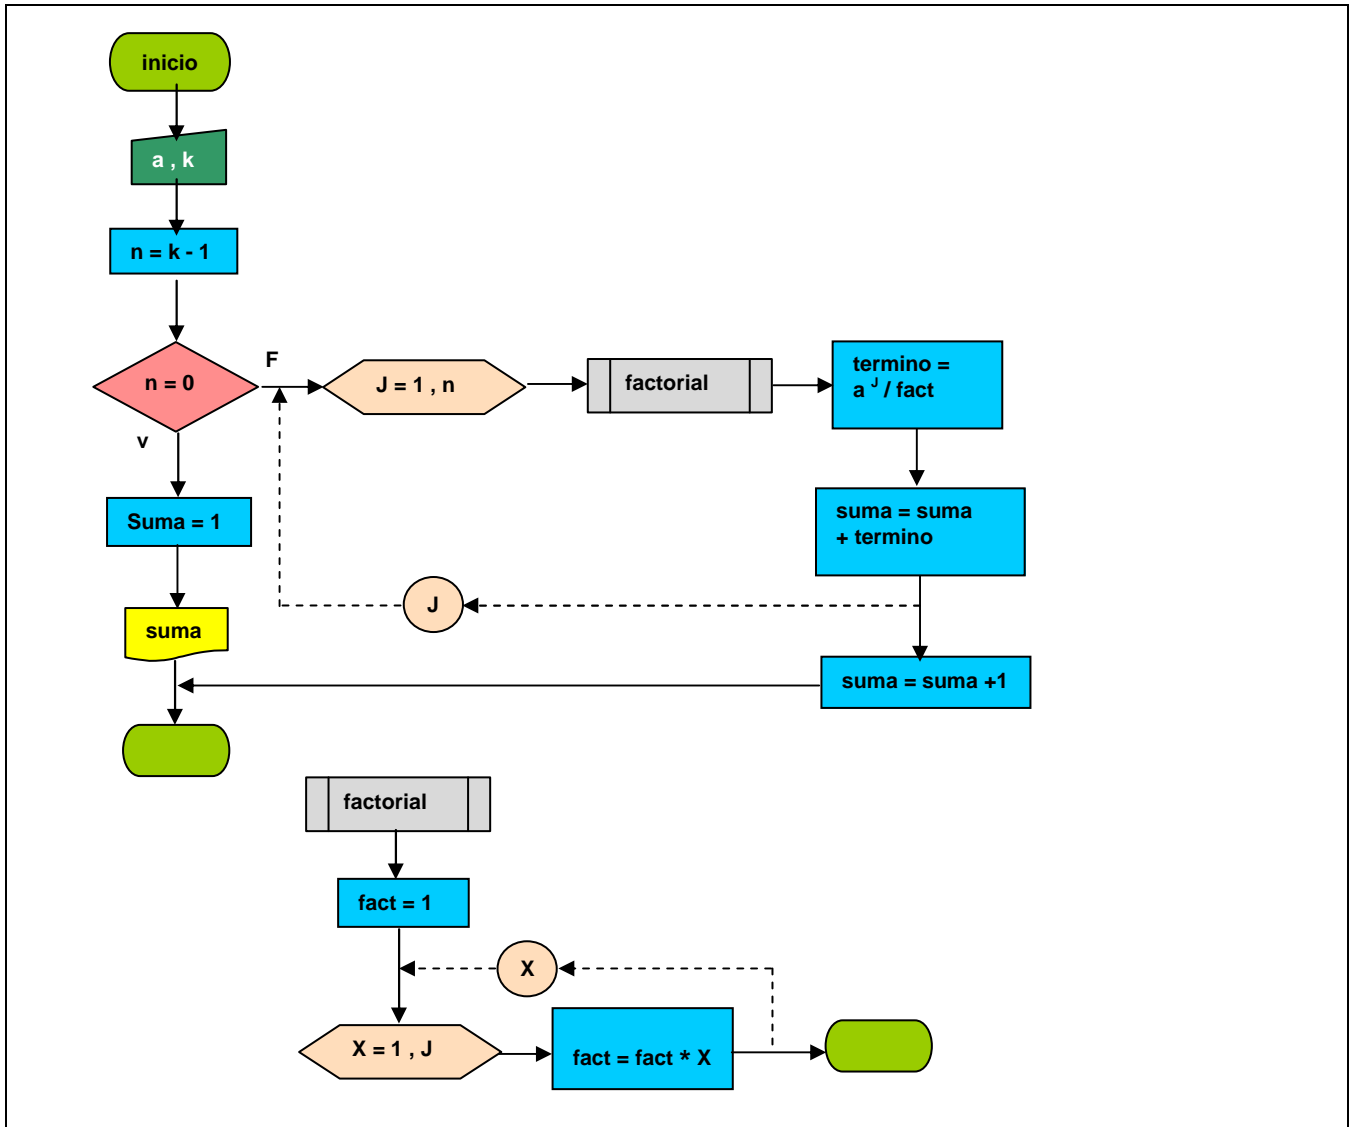 inicio
a , k
n = k - 1
n = 0
F
v
J = 1 , n
factorial
termino =
a J / fact
suma = suma
+ termino
J
suma = suma +1
Suma = 1
suma
factorial
fact = 1
X
X = 1 , J
fact = fact * X